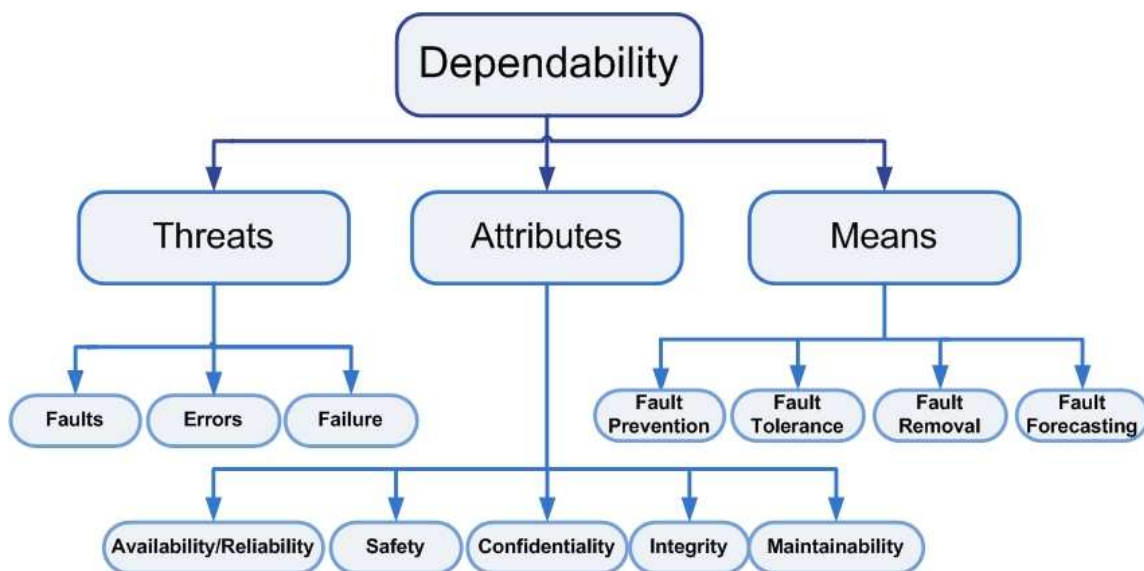 Dependability
Threats
Attributes
Means
Faults
Errors
Failure
Fault
Prevention
Fault
Tolerance
Fault
Removal
Fault
Forecasting
Availability/Reliability
Safety
Confidentiality
Integrity
Maintainability